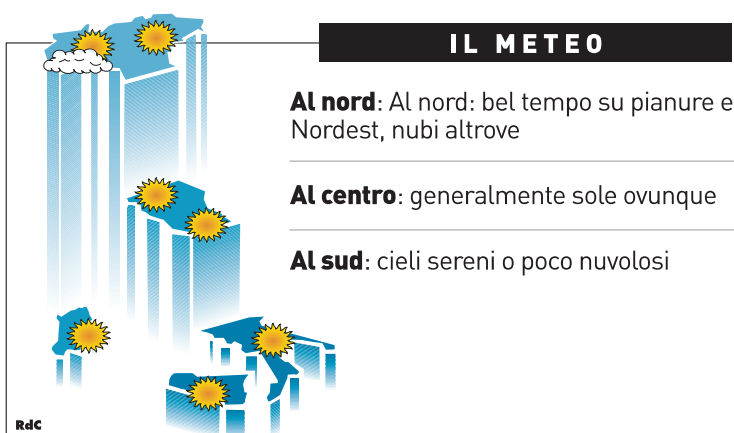 IL METEO
Al nord: Al nord: bel tempo su pianure e
Nordest, nubi altrove
Al centro: generalmente sole ovunque
Al sud: cieli sereni o poco nuvolosi
RdC